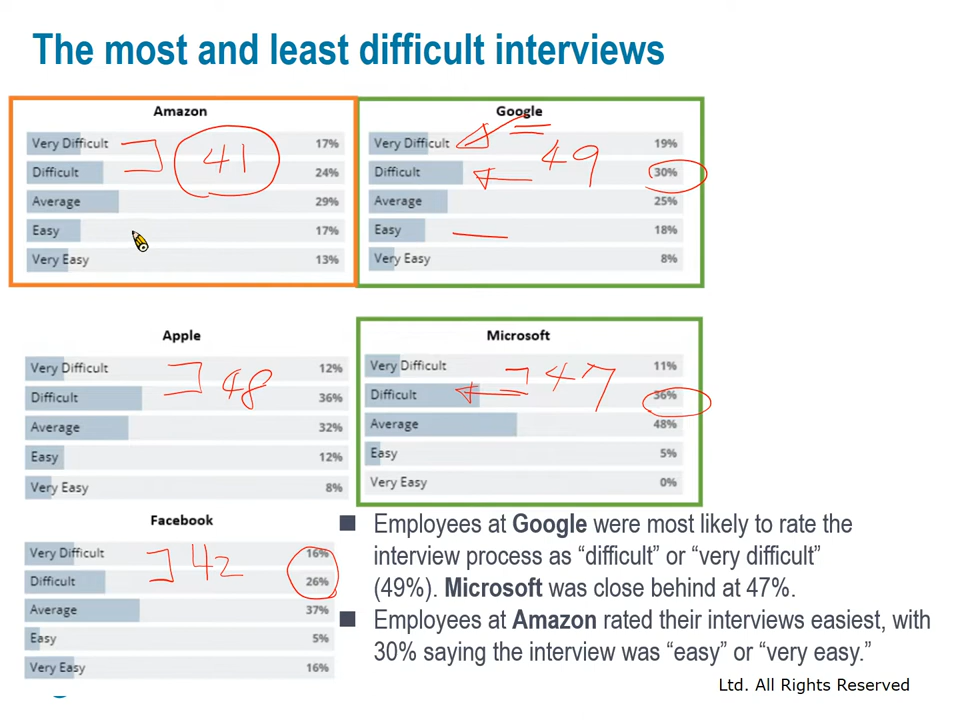 The most and least difficult interviews
Amazon
Very Difficult 17%
Difficult 24%
Average 29%
Easy 17%
Very Easy 13%
41
Google
Very Difficult 19%
Difficult 30%
Average 25%
Easy 18%
Very Easy 8%
49
Apple
Very Difficult 12%
Difficult 36%
Average 32%
Easy 12%
Very Easy 8%
48
Microsoft
Very Difficult 11%
Difficult 36%
Average 48%
Easy 5%
Very Easy 0%
47
Facebook
Very Difficult 16%
Difficult 26%
Average 37%
Easy 5%
Very Easy 16%
42
Employees at Google were most likely to rate the
interview process as “difficult” or “very difficult”
(49%). Microsoft was close behind at 47%.
Employees at Amazon rated their interviews easiest, with
30% saying the interview was “easy” or “very easy.”
Ltd. All Rights Reserved